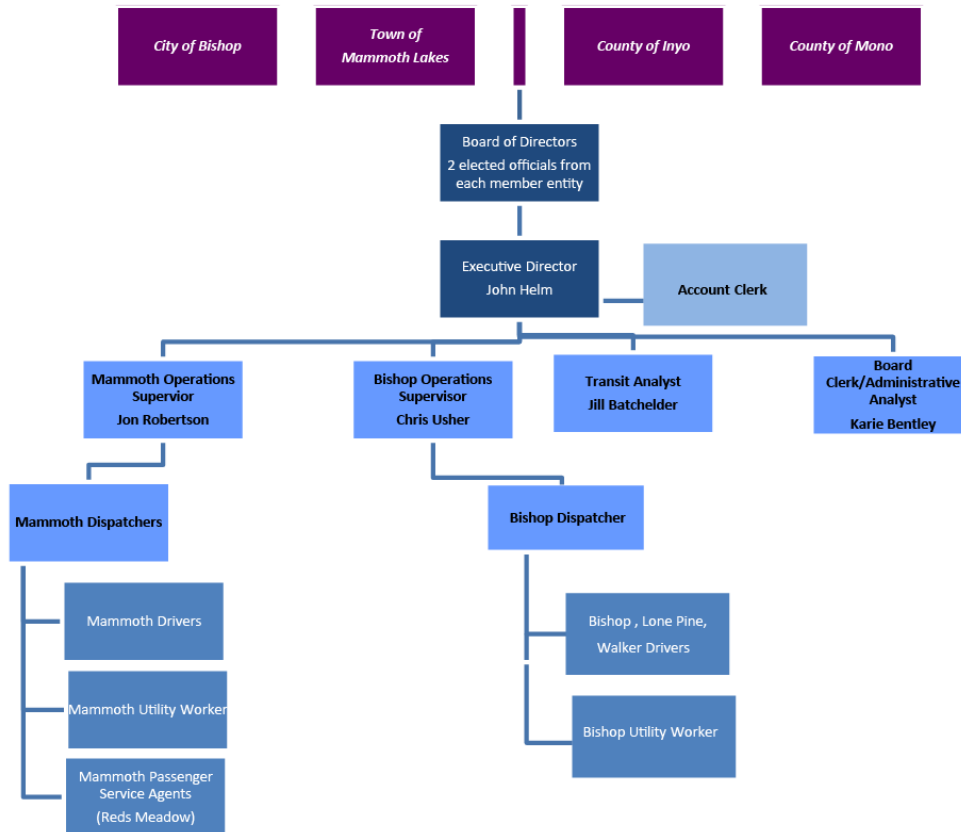 City of Bishop
Town of
Mammoth Lakes
County of Inyo
County of Mono
Board of Directors
2 elected officials from
each member entity
Executive Director
John Helm
Account Clerk
Mammoth Operations
Supervior
Jon Robertson
Bishop Operations
Supervisor
Chris Usher
Transit Analyst
Jill Batchelder
Board
Clerk/Administrative
Analyst
Karie Bentley
Mammoth Dispatchers
Bishop Dispatcher
Mammoth Drivers
Bishop , Lone Pine,
Walker Drivers
Mammoth Utility Worker
Bishop Utility Worker
Mammoth Passenger
Service Agents
(Reds Meadow)